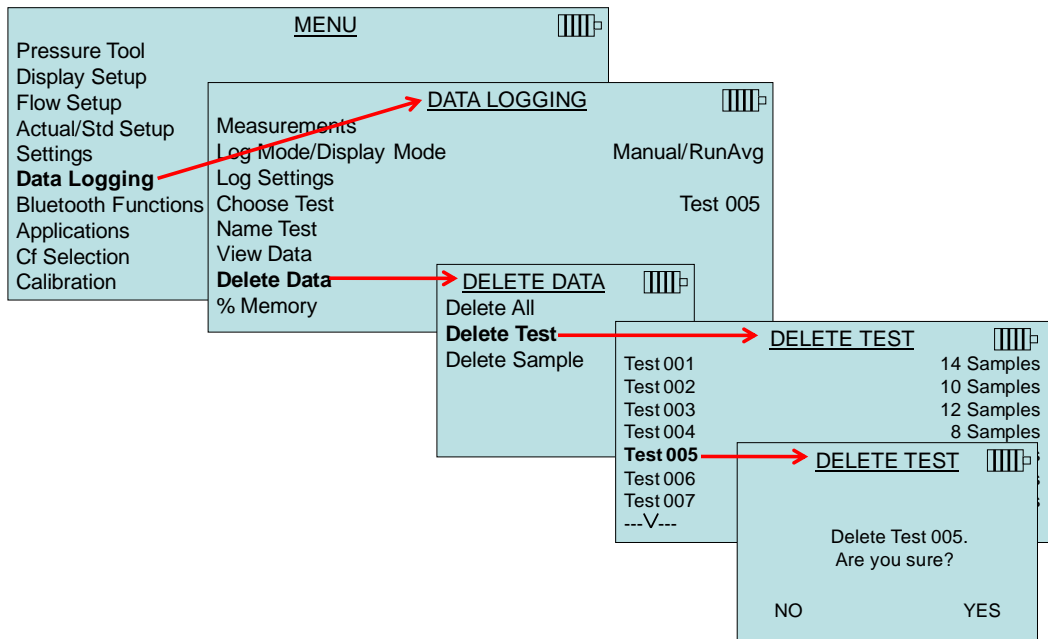 MENU
Pressure Tool
Display Setup
Flow Setup
Actual/Std Setup
Settings
Data Logging
Bluetooth Functions
Applications
Cf Selection
Calibration
DATA LOGGING
Measurements
Log Mode/Display Mode Manual/RunAvg
Log Settings
Choose Test Test 005
Name Test
View Data
Delete Data
% Memory
DELETE DATA
Delete All
Delete Test
Delete Sample
DELETE TEST
Test 001 14 Samples
Test 002 10 Samples
Test 003 12 Samples
Test 004 8 Samples
Test 005
Test 006
Test 007
---V---
DELETE TEST
Delete Test 005.
Are you sure?
NO YES